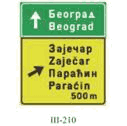 Београд
Beograd
Зајечар
Zaječar
Параћин
Paraćin
500 m
III-210